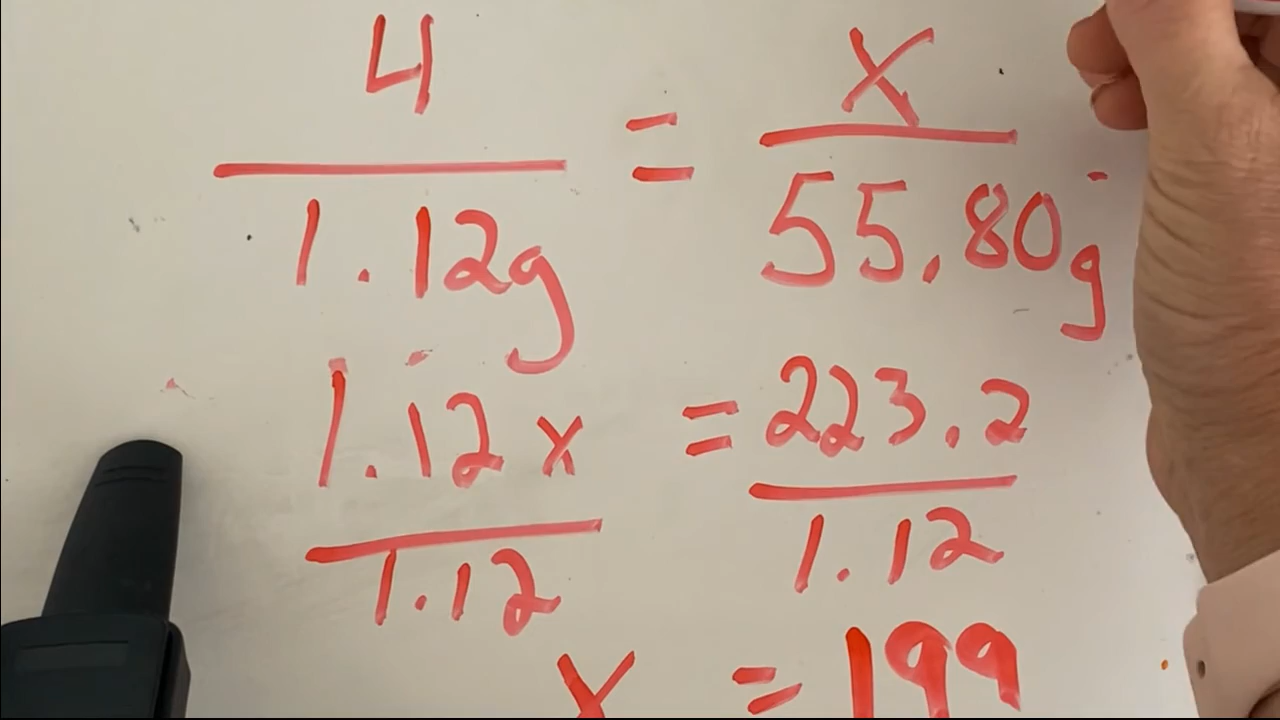 4 = x
1.12g 55.80g
1.12x = 223.2
1.12 1.12
x = 199